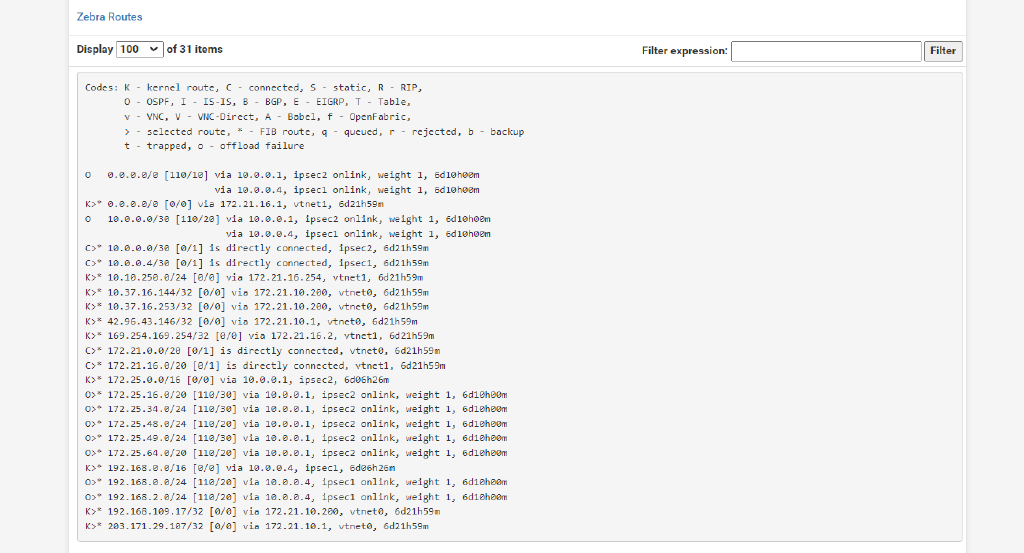 Zebra Routes
Display 100 of 31 items
Filter expression: Filter
Codes: K - kernel route, C - connected, S - static, R - RIP,
O - OSPF, I - IS-IS, B - BGP, E - EIGRP, T - Table,
v - VNC, V - VNC-Direct, A - Babel, f - OpenFabric,
> - selected route, * - FIB route, q - queued, r - rejected, b - backup
t - trapped, o - offload failure
O 0.0.0.0/0 [110/10] via 10.0.0.1, ipsec2 onlink, weight 1, 6d10h00m
via 10.0.0.4, ipsec1 onlink, weight 1, 6d10h00m
K>* 0.0.0.0/0 [0/0] via 172.21.16.1, vtnet1, 6d21h59m
O 10.0.0.0/30 [110/20] via 10.0.0.1, ipsec2 onlink, weight 1, 6d10h00m
via 10.0.0.4, ipsec1 onlink, weight 1, 6d10h00m
C>* 10.0.0.0/30 [0/1] is directly connected, ipsec2, 6d21h59m
C>* 10.0.0.4/30 [0/1] is directly connected, ipsec1, 6d21h59m
K>* 10.10.250.0/24 [0/0] via 172.21.16.254, vtnet1, 6d21h59m
K>* 10.37.16.144/32 [0/0] via 172.21.10.200, vtnet0, 6d21h59m
K>* 10.37.16.253/32 [0/0] via 172.21.10.200, vtnet0, 6d21h59m
K>* 42.96.43.146/32 [0/0] via 172.21.10.1, vtnet0, 6d21h59m
K>* 169.254.169.254/32 [0/0] via 172.21.16.2, vtnet1, 6d21h59m
C>* 172.21.0.0/20 [0/1] is directly connected, vtnet0, 6d21h59m
C>* 172.21.16.0/20 [0/1] is directly connected, vtnet1, 6d21h59m
K>* 172.25.0.0/16 [0/0] via 10.0.0.1, ipsec2, 6d06h26m
O>* 172.25.16.0/20 [110/30] via 10.0.0.1, ipsec2 onlink, weight 1, 6d10h00m
O>* 172.25.34.0/24 [110/30] via 10.0.0.1, ipsec2 onlink, weight 1, 6d10h00m
O>* 172.25.48.0/24 [110/20] via 10.0.0.1, ipsec2 onlink, weight 1, 6d10h00m
O>* 172.25.49.0/24 [110/30] via 10.0.0.1, ipsec2 onlink, weight 1, 6d10h00m
O>* 172.25.64.0/20 [110/20] via 10.0.0.1, ipsec2 onlink, weight 1, 6d10h00m
K>* 192.168.0.0/16 [0/0] via 10.0.0.4, ipsec1, 6d06h26m
O>* 192.168.0.0/24 [110/20] via 10.0.0.4, ipsec1 onlink, weight 1, 6d10h00m
O>* 192.168.2.0/24 [110/20] via 10.0.0.4, ipsec1 onlink, weight 1, 6d10h00m
K>* 192.168.109.17/32 [0/0] via 172.21.10.200, vtnet0, 6d21h59m
K>* 203.171.29.107/32 [0/0] via 172.21.10.1, vtnet0, 6d21h59m